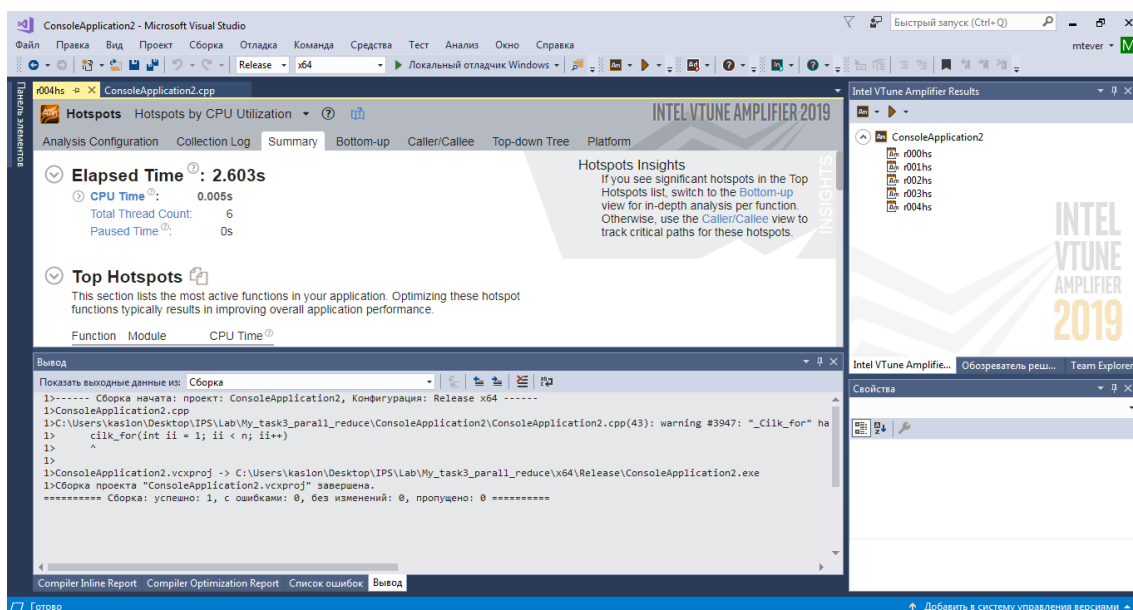 ConsoleApplication2 - Microsoft Visual Studio
Быстрый запуск (Ctrl+Q)
Файл Правка Вид Проект Сборка Отладка Команда Средства Тест Анализ Окно Справка
mtever
M
Release x64 Локальный отладчик Windows
Панель элементов
r004hs ConsoleApplication2.cpp
Hotspots Hotspots by CPU Utilization
INTEL VTUNE AMPLIFIER 2019
Analysis Configuration Collection Log Summary Bottom-up Caller/Callee Top-down Tree Platform
Elapsed Time: 2.603s
CPU Time: 0.005s
Total Thread Count: 6
Paused Time: 0s
Hotspots Insights
If you see significant hotspots in the Top
Hotspots list, switch to the Bottom-up
view for in-depth analysis per function.
Otherwise, use the Caller/Callee view to
track critical paths for these hotspots.
INSIGHTS
Top Hotspots
This section lists the most active functions in your application. Optimizing these hotspot
functions typically results in improving overall application performance.
Function Module CPU Time
Intel VTune Amplifier Results
ConsoleApplication2
r000hs
r001hs
r002hs
r003hs
r004hs
INTEL
VTUNE
AMPLIFIER
2019
Intel VTune Amplifie... Обозреватель реш... Team Explorer
Вывод
Показать выходные данные из: Сборка
1>------ Сборка начата: проект: ConsoleApplication2, Конфигурация: Release x64 ------
1>ConsoleApplication2.cpp
1>C:\Users\kaslon\Desktop\IPS\Lab\My_task3_parall_reduce\ConsoleApplication2\ConsoleApplication2.cpp(43): warning #3947: "_Cilk_for" ha
1> cilk_for(int ii = 1; ii < n; ii++)
1> ^
1>
1>ConsoleApplication2.vcxproj -> C:\Users\kaslon\Desktop\IPS\Lab\My_task3_parall_reduce\x64\Release\ConsoleApplication2.exe
1>Сборка проекта "ConsoleApplication2.vcxproj" завершена.
========== Сборка: успешно: 1, с ошибками: 0, без изменений: 0, пропущено: 0 ==========
Compiler Inline Report Compiler Optimization Report Список ошибок Вывод
Свойства
Готово
Добавить в систему управления версиями